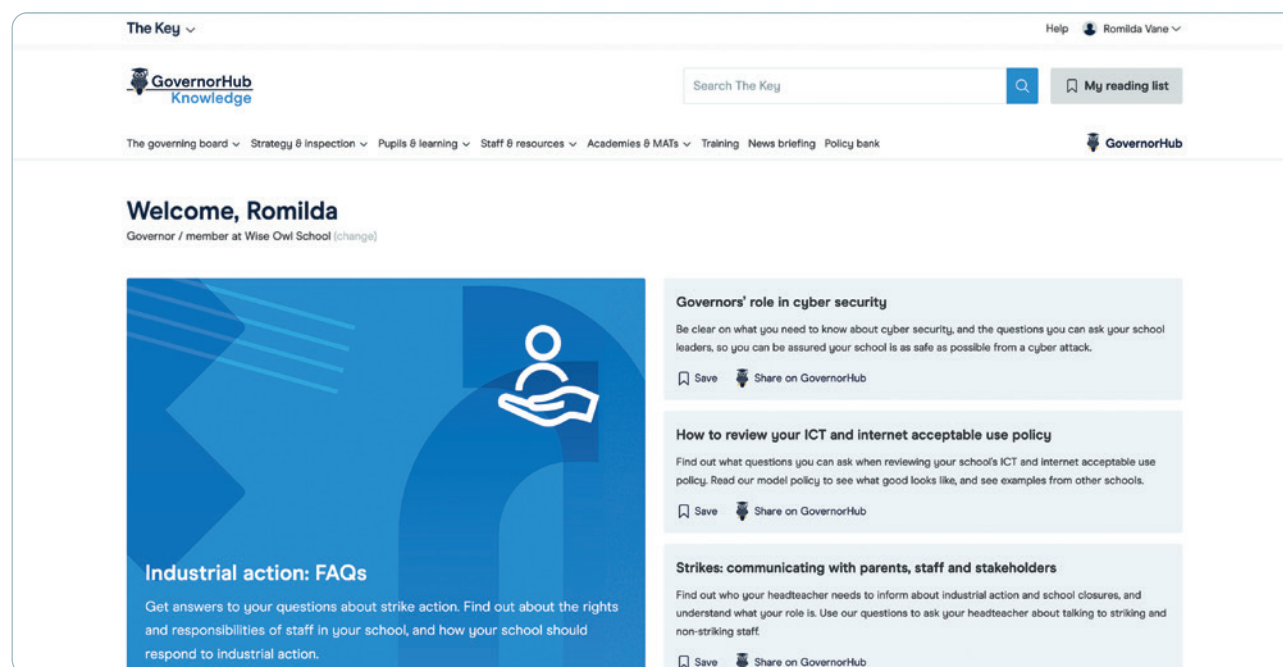 The Key
Help Romilda Vane
GovernorHub
Knowledge
Search The Key
My reading list
The governing board Strategy & inspection Pupils & learning Staff & resources Academies & MATs Training News briefing Policy bank
GovernorHub
Welcome, Romilda
Governor / member at Wise Owl School (change)
Industrial action: FAQs
Get answers to your questions about strike action. Find out about the rights
and responsibilities of staff in your school, and how your school should
respond to industrial action.
Governors' role in cyber security
Be clear on what you need to know about cyber security, and the questions you can ask your school
leaders, so you can be assured your school is as safe as possible from a cyber attack.
Save Share on GovernorHub
How to review your ICT and internet acceptable use policy
Find out what questions you can ask when reviewing your school's ICT and internet acceptable use
policy. Read our model policy to see what good looks like, and see examples from other schools.
Save Share on GovernorHub
Strikes: communicating with parents, staff and stakeholders
Find out who your headteacher needs to inform about industrial action and school closures, and
understand what your role is. Use our questions to ask your headteacher about talking to striking and
non-striking staff.
Save Share on GovernorHub